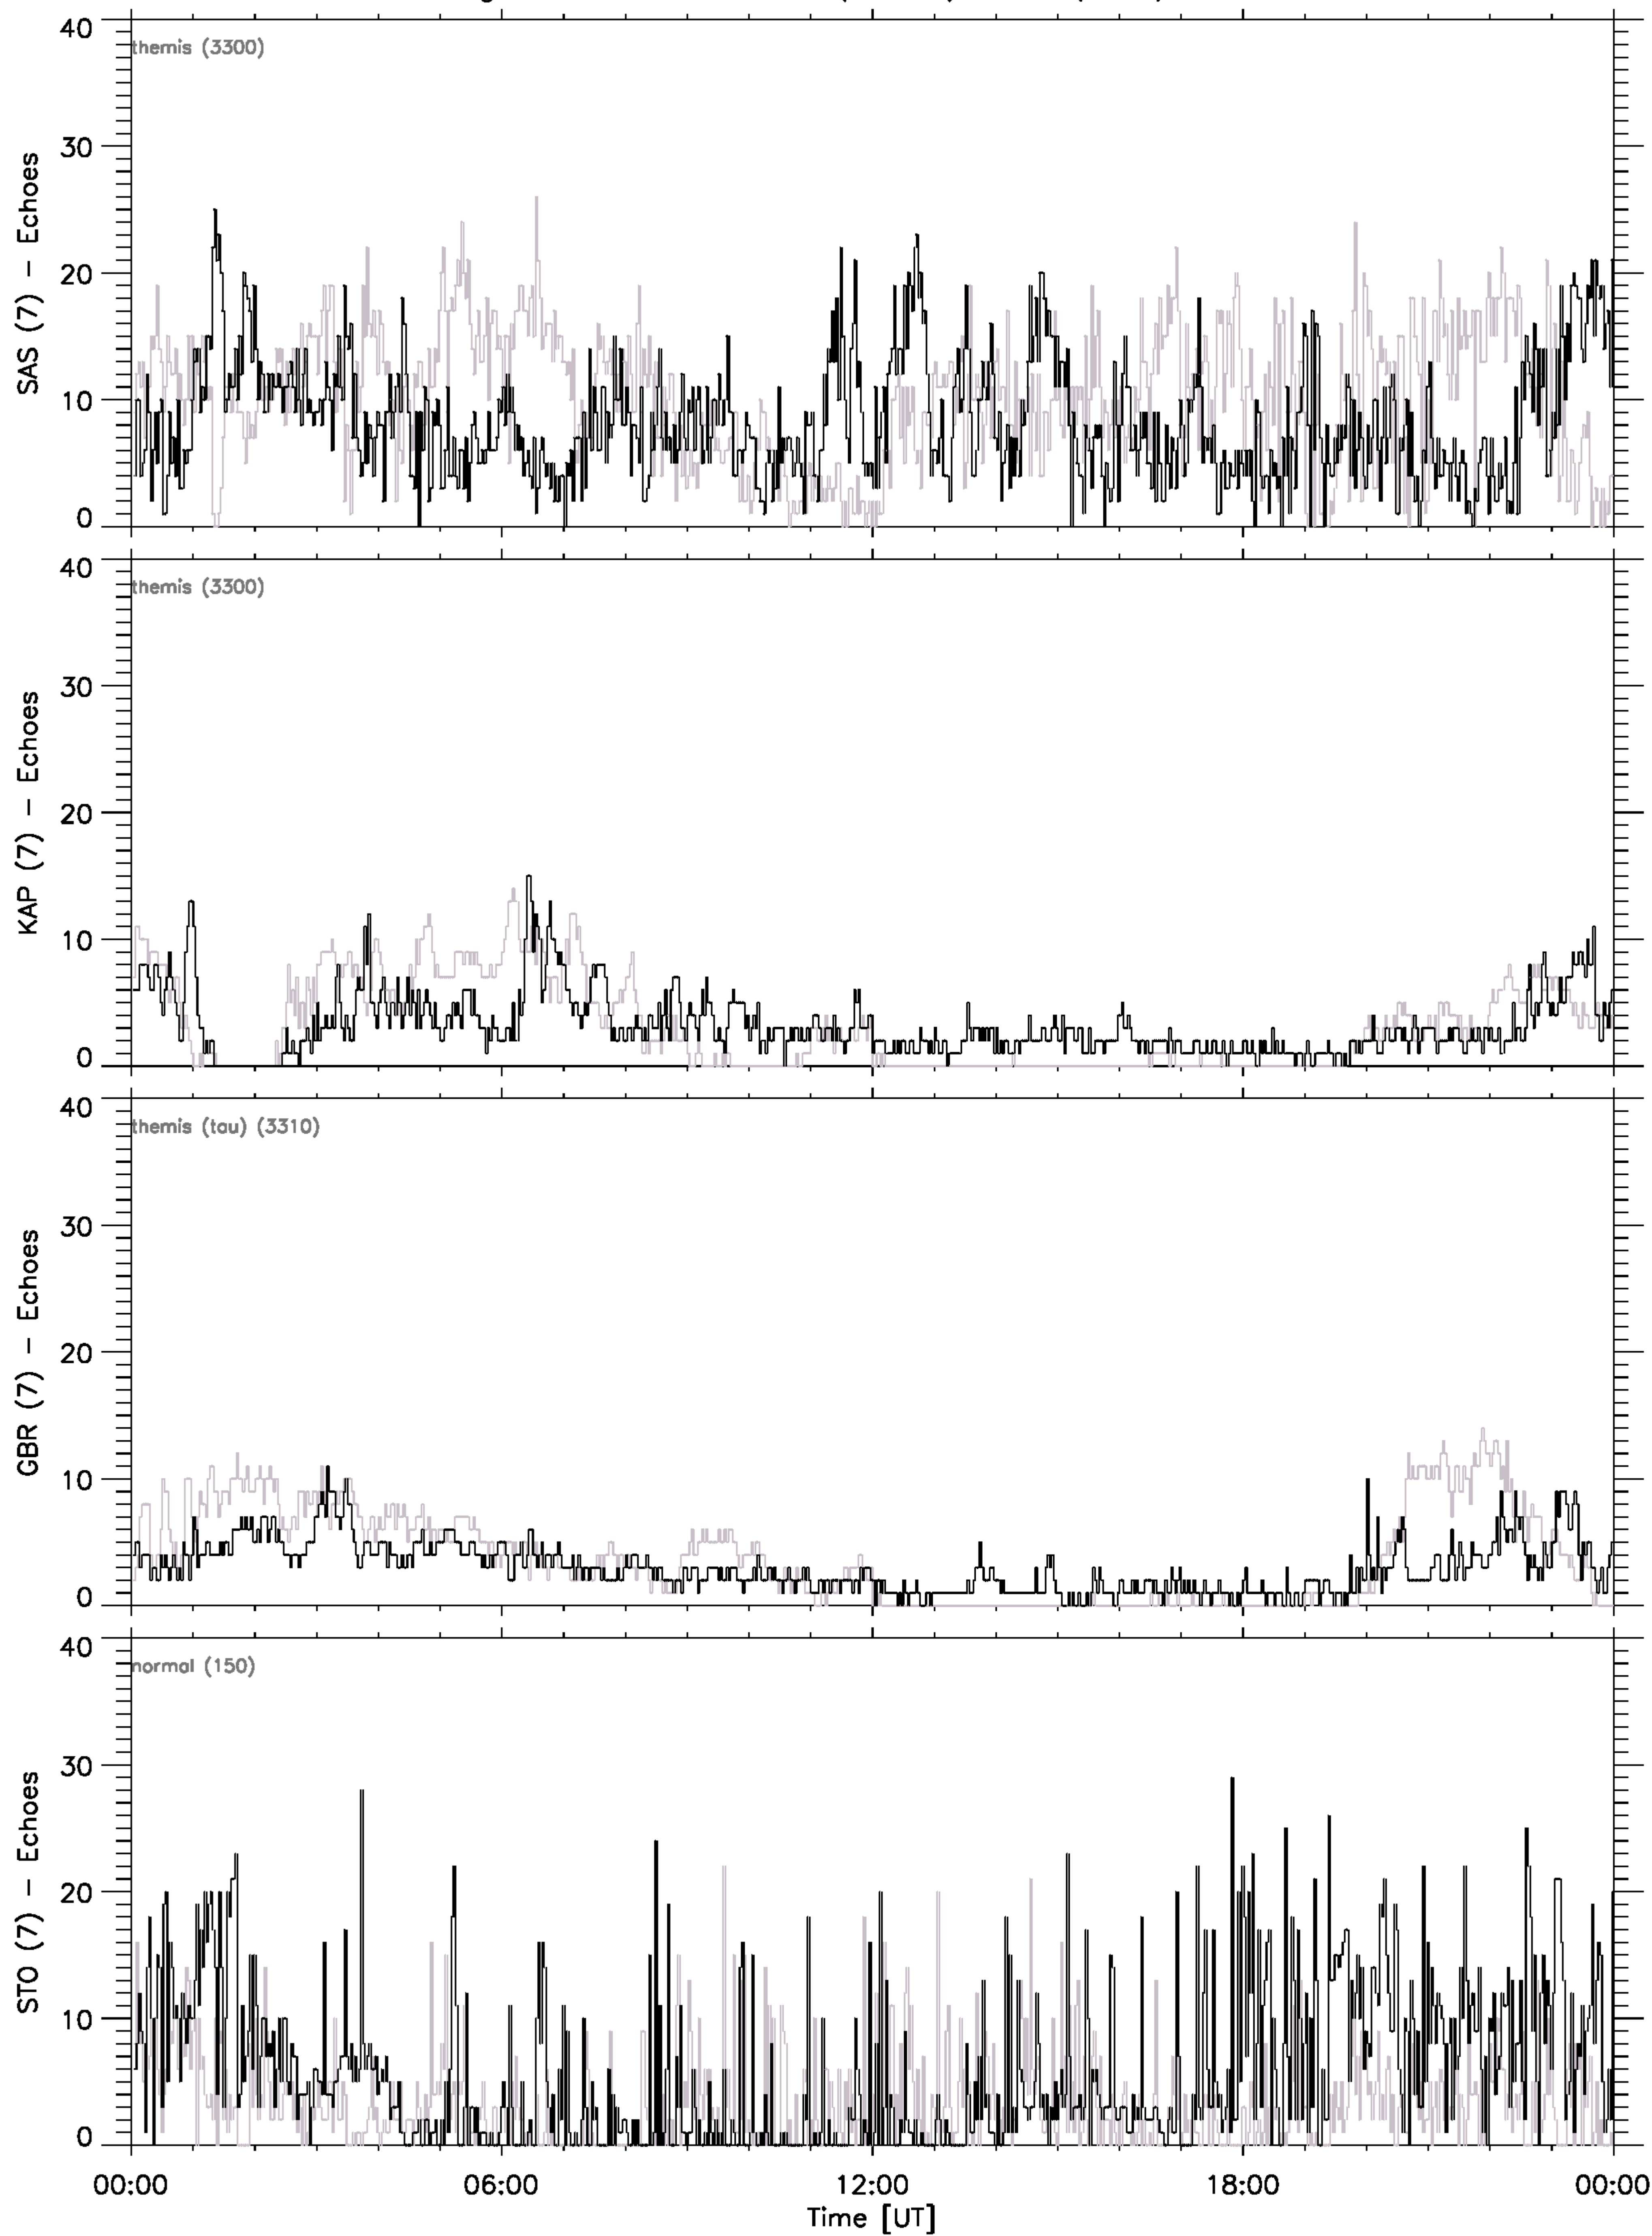 40
themis (3300)
30
20
10
0
SAS (7) – Echoes
40
themis (3300)
30
20
10
0
KAP (7) – Echoes
40
themis (tau) (3310)
30
20
10
0
GBR (7) – Echoes
40
normal (150)
30
20
10
0
STO (7) – Echoes
00:00 06:00 12:00 18:00 00:00
Time [UT]